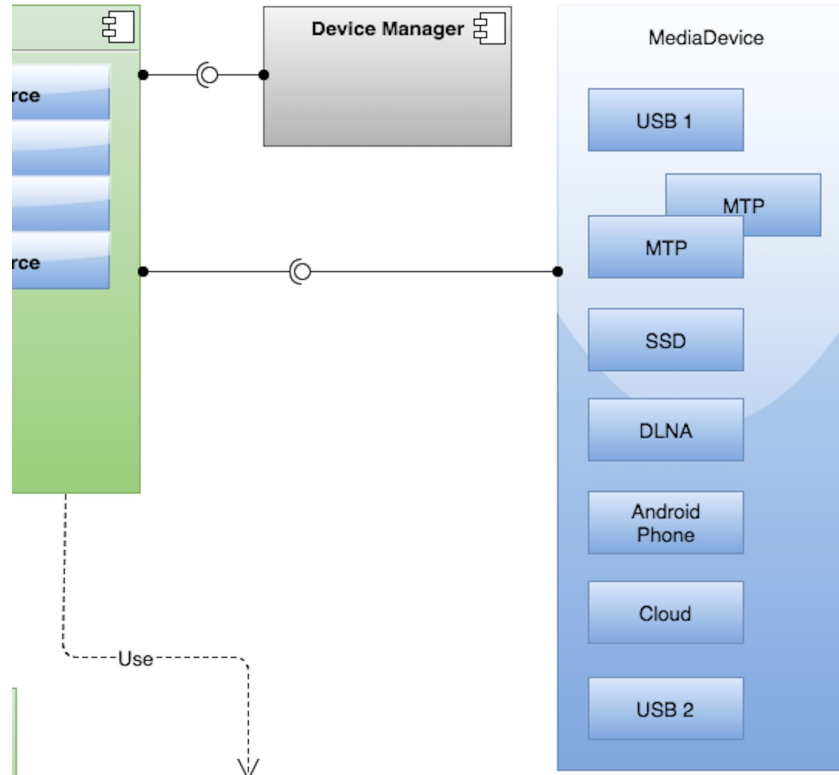 Device Manager
MediaDevice
rce
rce
USB 1
MTP
MTP
SSD
DLNA
Android
Phone
Cloud
USB 2
Use